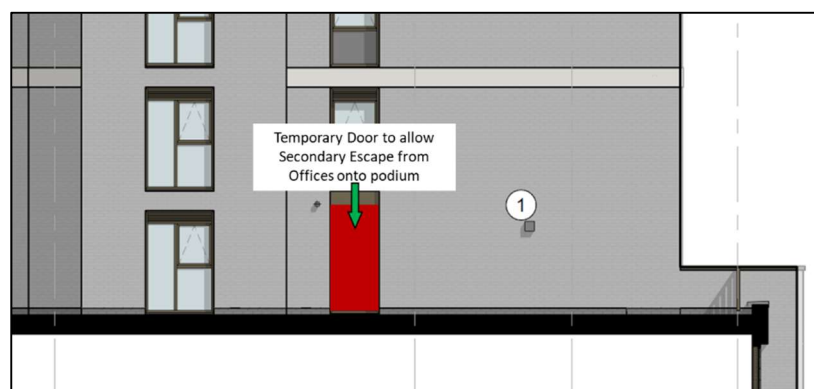 Temporary Door to allow
Secondary Escape from
Offices onto podium
1